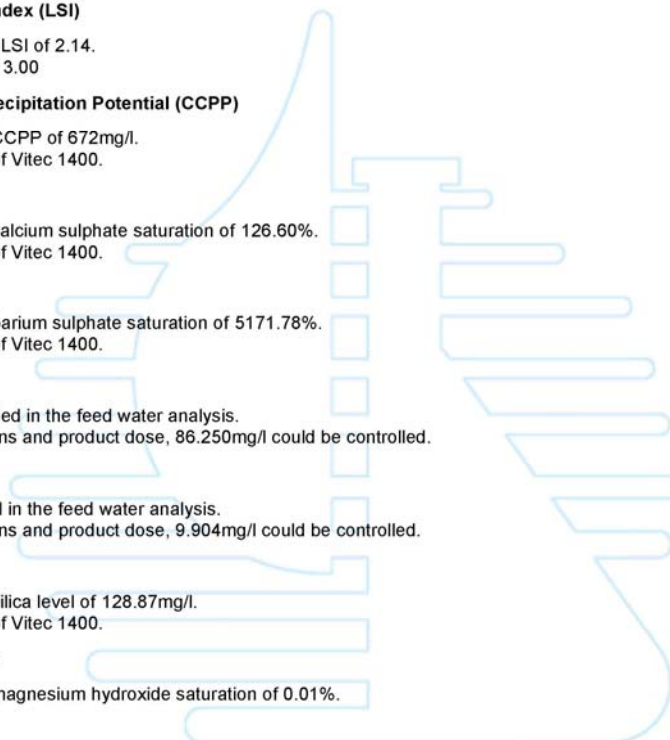 dex (LSI)
LSI of 2.14.
3.00
ecipitation Potential (CCPP)
CCPP of 672mg/l.
f Vitec 1400.
alcium sulphate saturation of 126.60%.
f Vitec 1400.
arium sulphate saturation of 5171.78%.
f Vitec 1400.
ed in the feed water analysis.
ns and product dose, 86.250mg/l could be controlled.
in the feed water analysis.
ns and product dose, 9.904mg/l could be controlled.
ilica level of 128.87mg/l.
f Vitec 1400.
nagnesium hydroxide saturation of 0.01%.